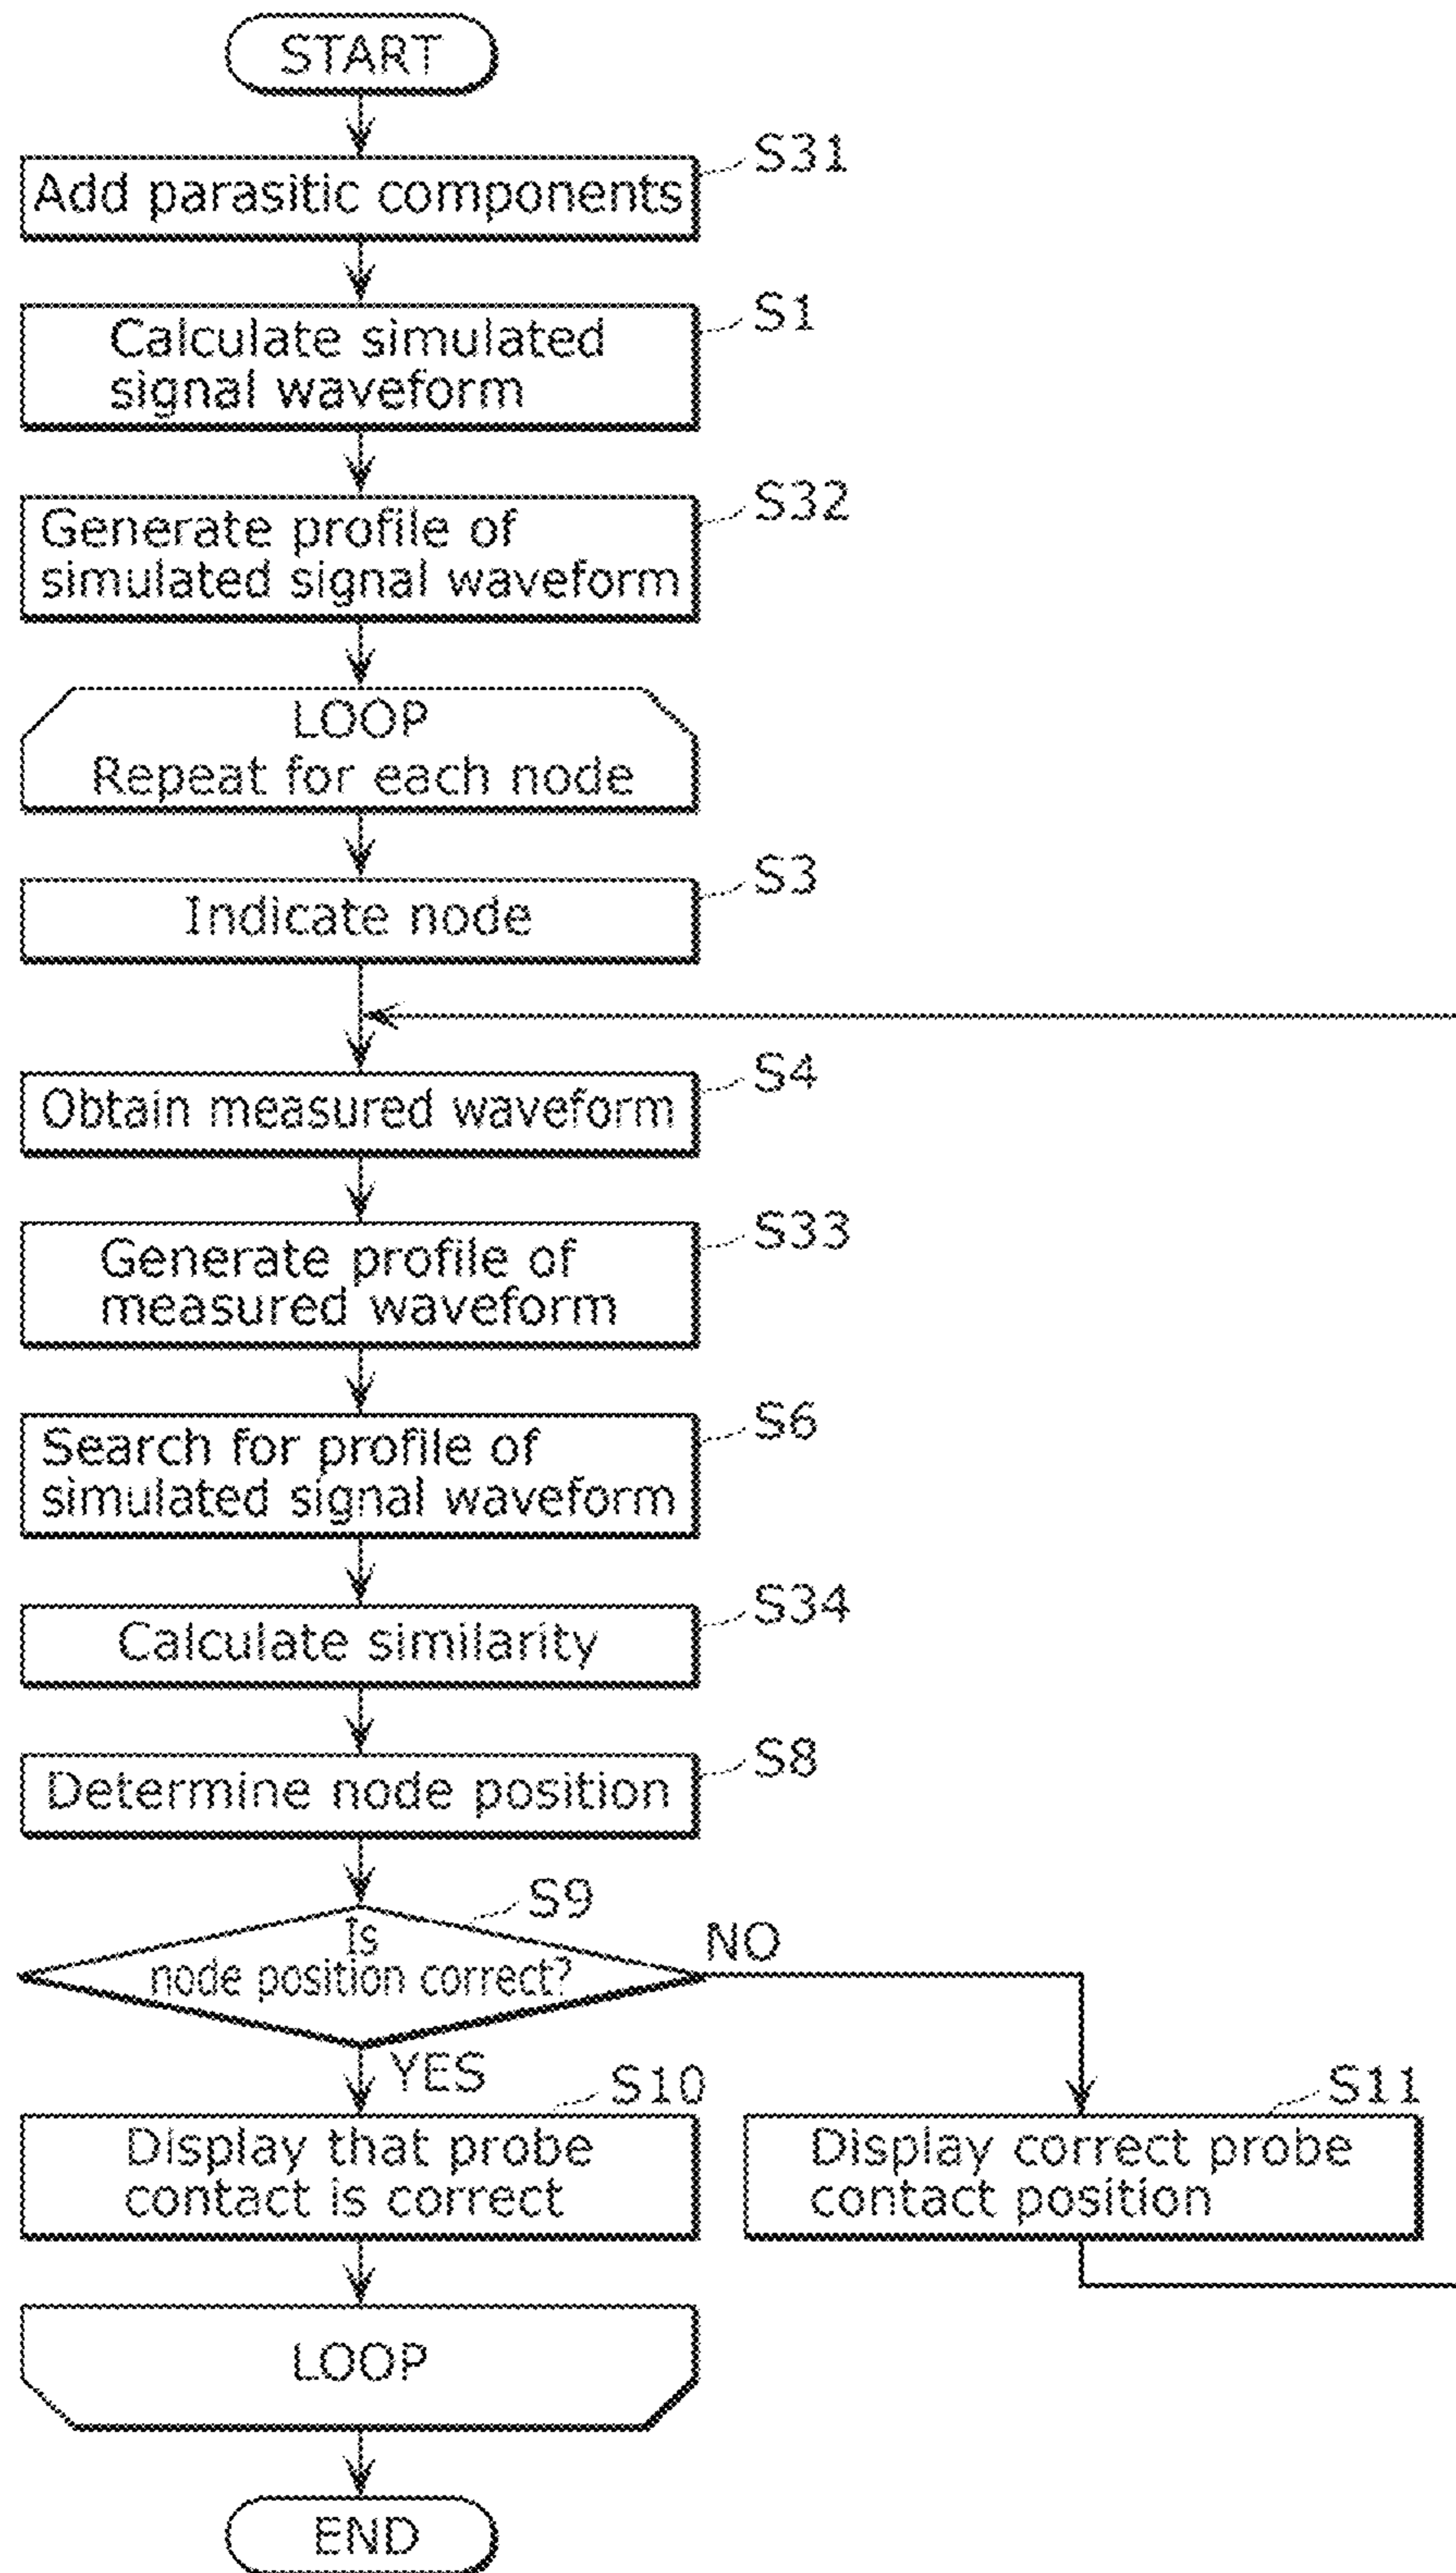 START
S31
Add parasitic components
S1
Calculate simulated
signal waveform
S32
Generate profile of
simulated signal waveform
LOOP
Repeat for each node
S3
Indicate node
S4
Obtain measured waveform
S33
Generate profile of
measured waveform
S6
Search for profile of
simulated signal waveform
S34
Calculate similarity
S8
Determine node position
S9
Is
node position correct?
NO
YES
S10
Display that probe
contact is correct
S11
Display correct probe
contact position
LOOP
END